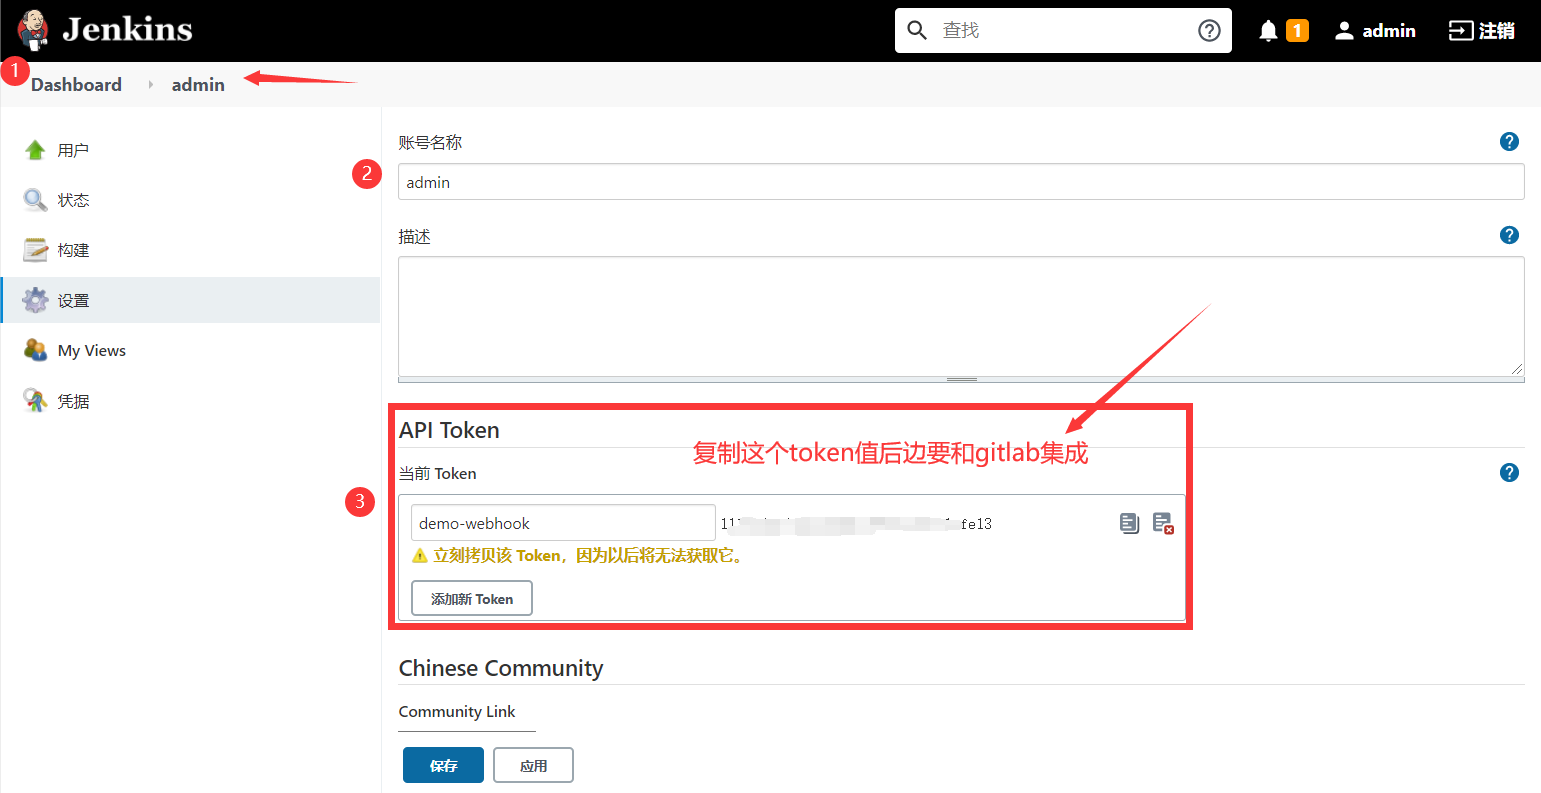 Jenkins
查找
1
admin
注销
1
Dashboard
admin
用户
状态
构建
设置
My Views
凭据
账号名称
2
admin
描述
API Token
复制这个token值后边要和gitlab集成
当前 Token
3
demo-webhook
fel3
立刻拷贝该 Token，因为以后将无法获取它。
添加新 Token
Chinese Community
Community Link
保存
应用